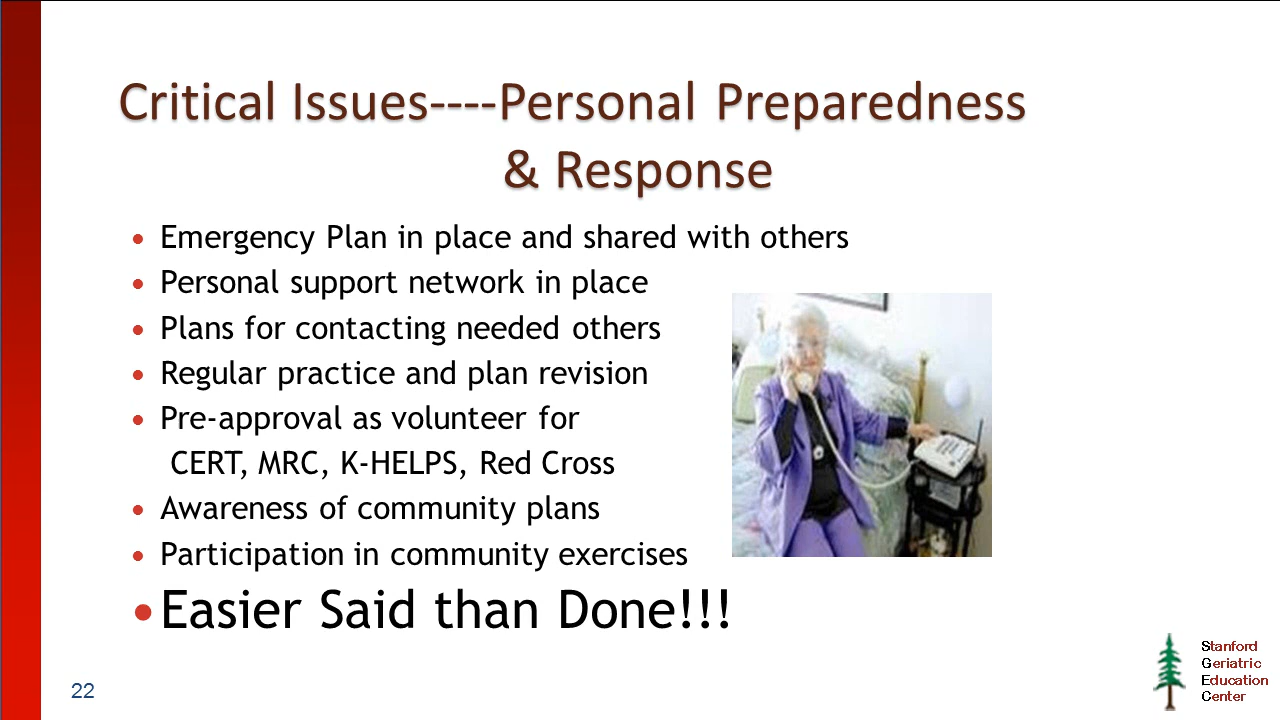 Critical Issues----Personal Preparedness
& Response
Emergency Plan in place and shared with others
Personal support network in place
Plans for contacting needed others
Regular practice and plan revision
Pre-approval as volunteer for
CERT, MRC, K-HELPS, Red Cross
Awareness of community plans
Participation in community exercises
Easier Said than Done!!!
22
Stanford
Geriatric
Education
Center